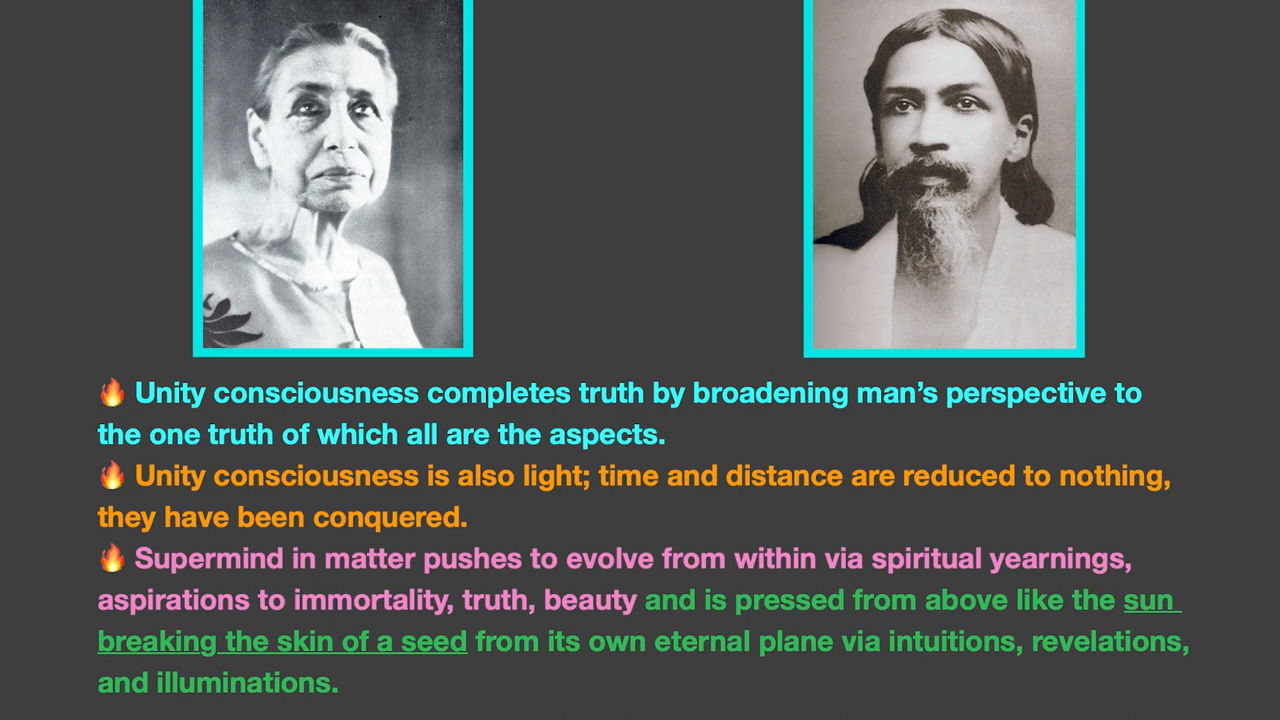 🔥 Unity consciousness completes truth by broadening man’s perspective to
the one truth of which all are the aspects.
🔥 Unity consciousness is also light; time and distance are reduced to nothing,
they have been conquered.
🔥 Supermind in matter pushes to evolve from within via spiritual yearnings,
aspirations to immortality, truth, beauty and is pressed from above like the sun
breaking the skin of a seed from its own eternal plane via intuitions, revelations,
and illuminations.